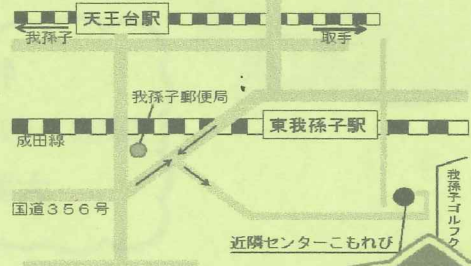 天王台駅
我孫子
取手
我孫子郵便局
東我孫子駅
成田線
国道356号
我孫子ゴルフク
近隣センターこもれび